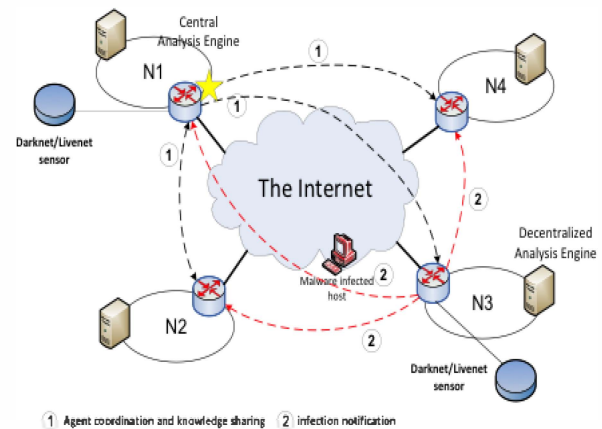 Central
Analysis Engine
1
N1
N4
1
Darknet/Livenet
sensor
1
The Internet
2
Decentralized
Analysis Engine
2
Malware infected
host
N3
N2
2
Darknet/Livenet
sensor
1 Agent coordination and knowledge sharing 2 infection notification